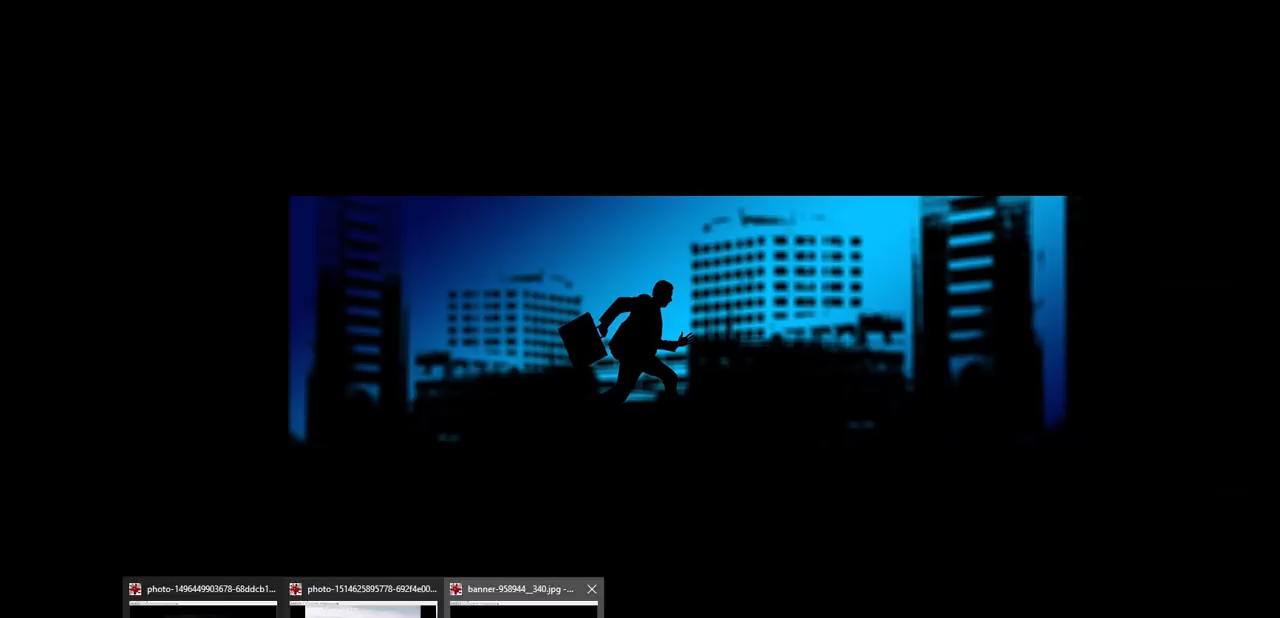 photo-1496449903678-68ddcb1...
photo-1514625895778-692f4e00...
banner-958944__340.jpg -...